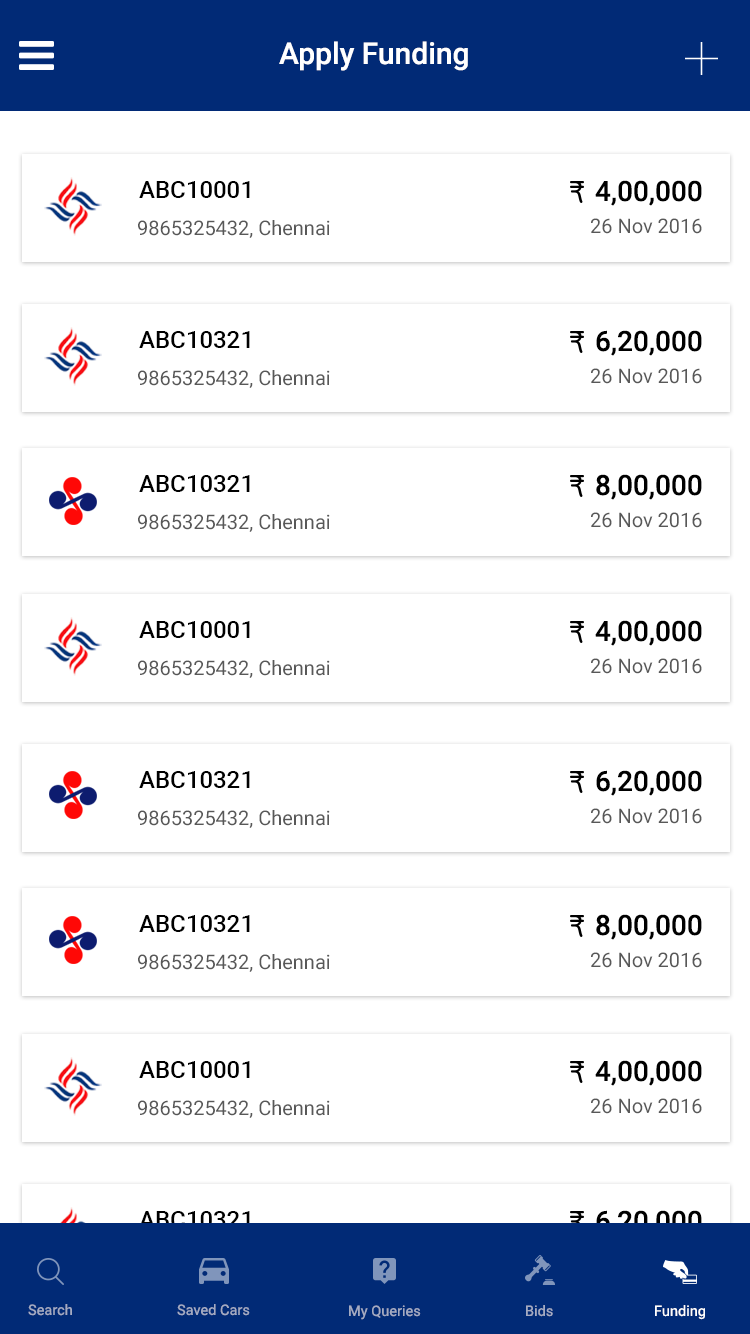 Apply Funding
ABC10001
₹ 4,00,000
9865325432, Chennai
26 Nov 2016
ABC10321
₹ 6,20,000
9865325432, Chennai
26 Nov 2016
ABC10321
₹ 8,00,000
9865325432, Chennai
26 Nov 2016
ABC10001
₹ 4,00,000
9865325432, Chennai
26 Nov 2016
ABC10321
₹ 6,20,000
9865325432, Chennai
26 Nov 2016
ABC10321
₹ 8,00,000
9865325432, Chennai
26 Nov 2016
ABC10001
₹ 4,00,000
9865325432, Chennai
26 Nov 2016
ABC10321
₹ 6,20,000
Search
Saved Cars
My Queries
Bids
Funding